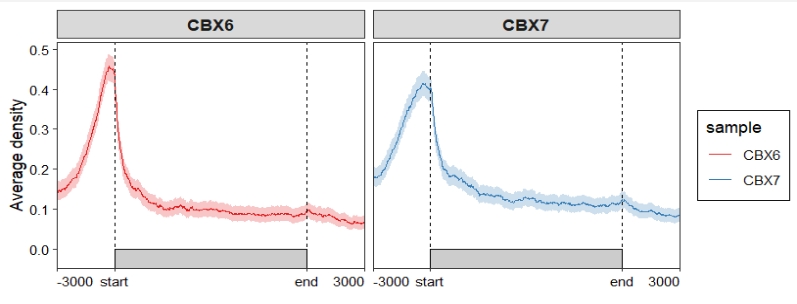 CBX6 CBX7
0.5
0.4
0.3
0.2
0.1
0.0
Average density
-3000 start end 3000 -3000 start end 3000
sample
CBX6
CBX7